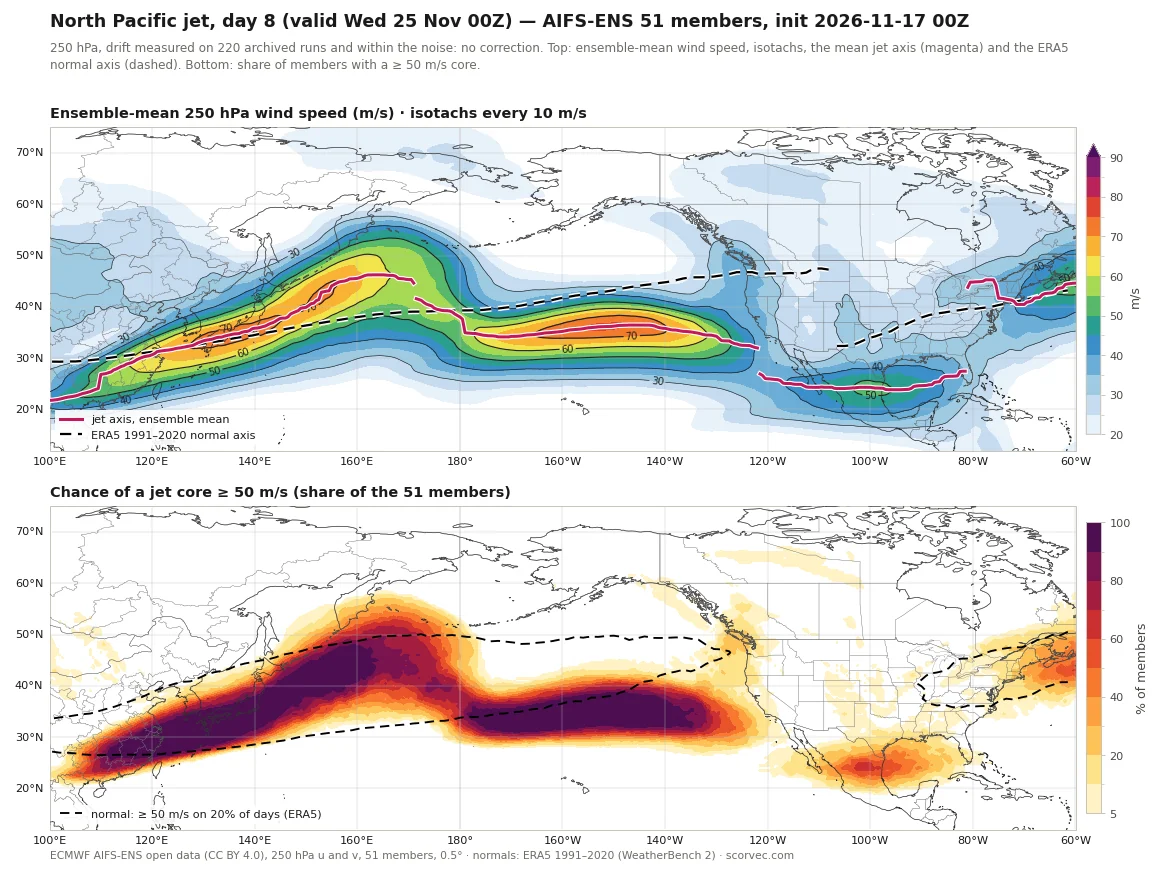 North Pacific jet, day 8 (valid Wed 25 Nov 00Z) — AIFS-ENS 51 members, init 2026-11-17 00Z
250 hPa, drift measured on 220 archived runs and within the noise: no correction. Top: ensemble-mean wind speed, isotachs, the mean jet axis (magenta) and the ERA5
normal axis (dashed). Bottom: share of members with a ≥ 50 m/s core.
Ensemble-mean 250 hPa wind speed (m/s) · isotachs every 10 m/s
70°N
60°N
50°N
40°N
30°N
20°N
30
30
70
60
50
40
60
70
30
40
50
40
jet axis, ensemble mean
ERA5 1991–2020 normal axis
100°E 120°E 140°E 160°E 180° 160°W 140°W 120°W 100°W 80°W 60°W
90
80
70
60
50
40
30
20
m/s
Chance of a jet core ≥ 50 m/s (share of the 51 members)
70°N
60°N
50°N
40°N
30°N
20°N
normal: ≥ 50 m/s on 20% of days (ERA5)
100°E 120°E 140°E 160°E 180° 160°W 140°W 120°W 100°W 80°W 60°W
100
80
60
40
20
5
% of members
ECMWF AIFS-ENS open data (CC BY 4.0), 250 hPa u and v, 51 members, 0.5° · normals: ERA5 1991–2020 (WeatherBench 2) · scorvec.com